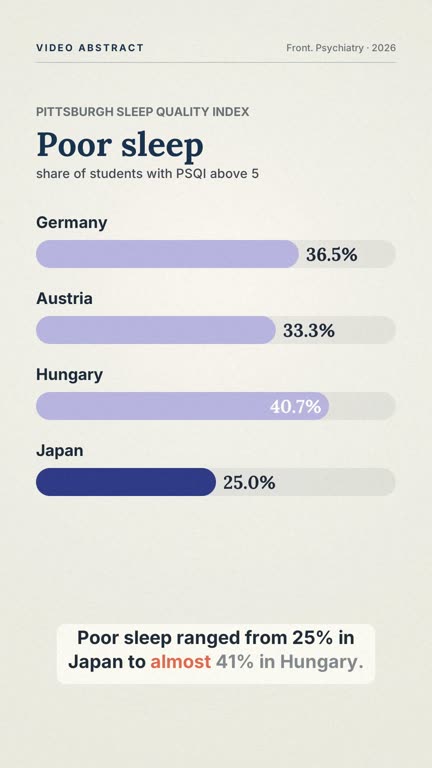 VIDEO ABSTRACT
Front. Psychiatry · 2026
PITTSBURGH SLEEP QUALITY INDEX
Poor sleep
share of students with PSQI above 5
Germany
36.5%
Austria
33.3%
Hungary
40.7%
Japan
25.0%
Poor sleep ranged from 25% in
Japan to almost 41% in Hungary.